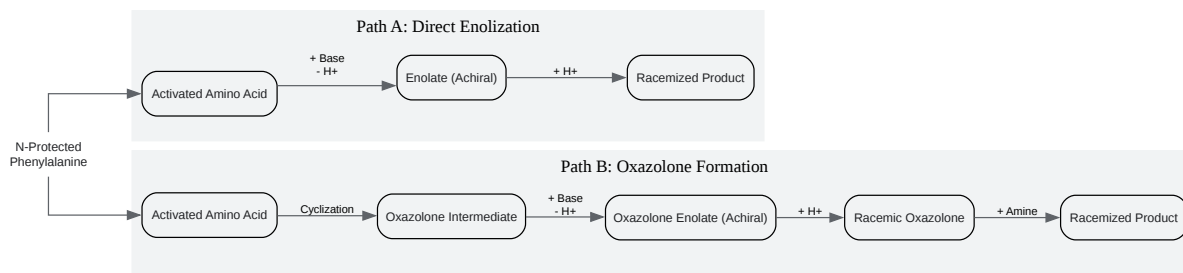 Path A: Direct Enolization
+ Base
- H+
Activated Amino Acid
Enolate (Achiral)
+ H+
Racemized Product
N-Protected
Phenylalanine
Path B: Oxazolone Formation
Activated Amino Acid
Cyclization
Oxazolone Intermediate
+ Base
- H+
Oxazolone Enolate (Achiral)
+ H+
Racemic Oxazolone
+ Amine
Racemized Product